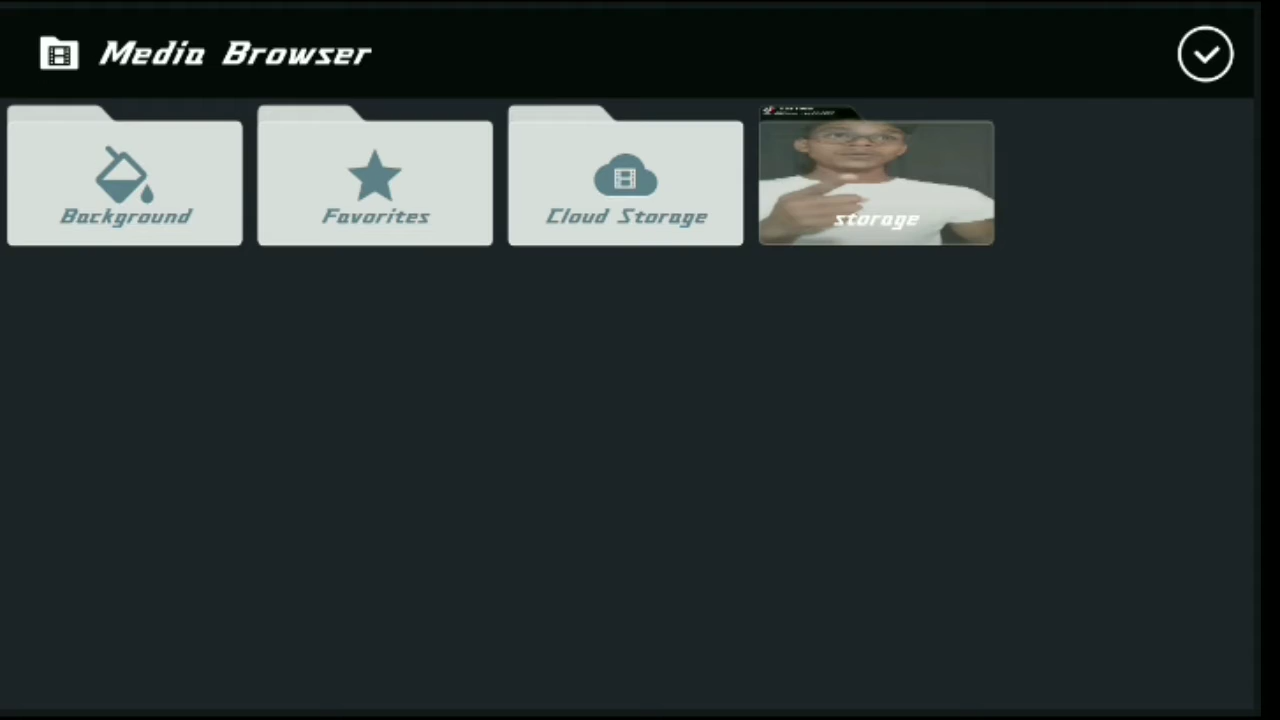 Media Browser
Background
Favorites
Cloud Storage
storage